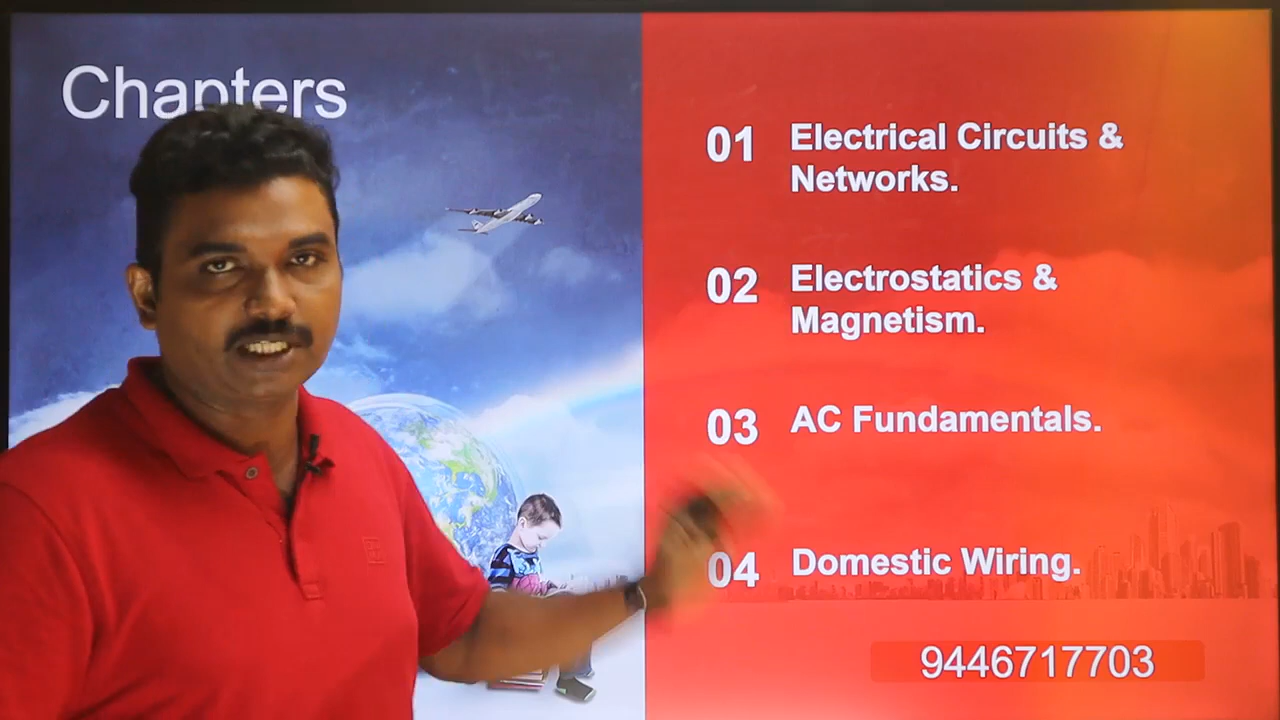 Chapters
01 Electrical Circuits &
Networks.
02 Electrostatics &
Magnetism.
03 AC Fundamentals.
04 Domestic Wiring.
9446717703